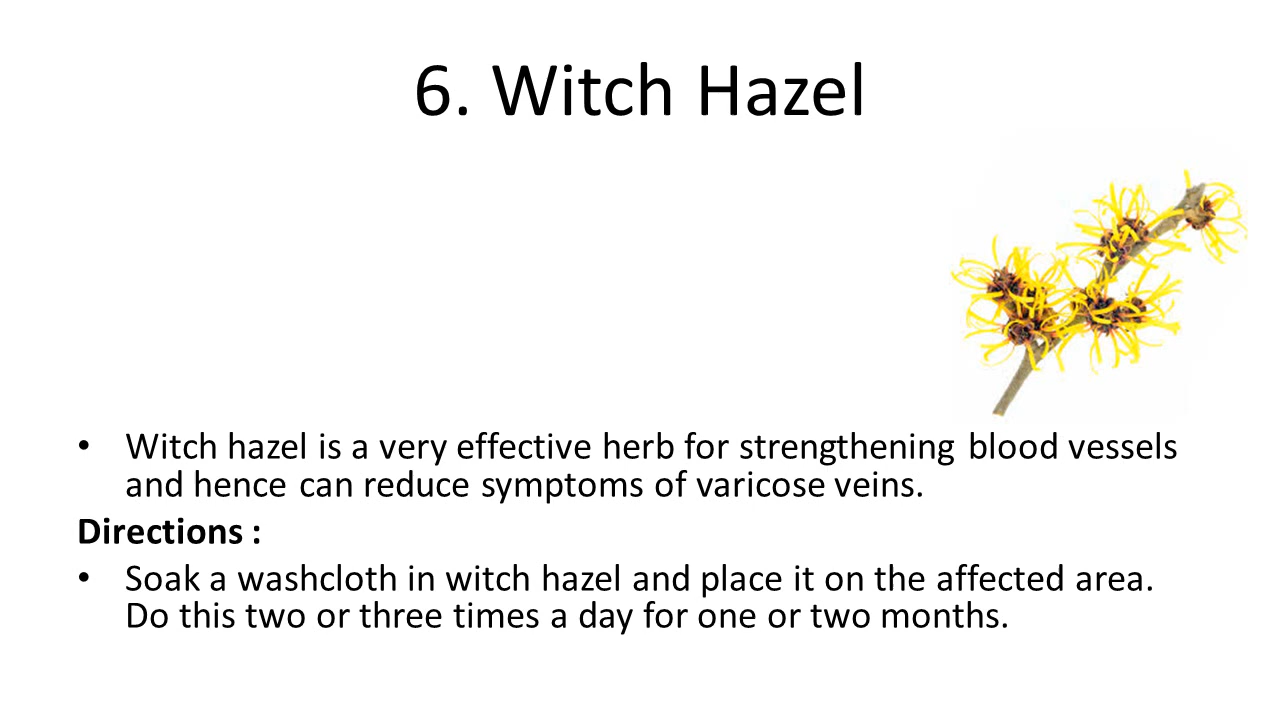 6. Witch Hazel
• Witch hazel is a very effective herb for strengthening blood vessels
and hence can reduce symptoms of varicose veins.
Directions :
• Soak a washcloth in witch hazel and place it on the affected area.
Do this two or three times a day for one or two months.